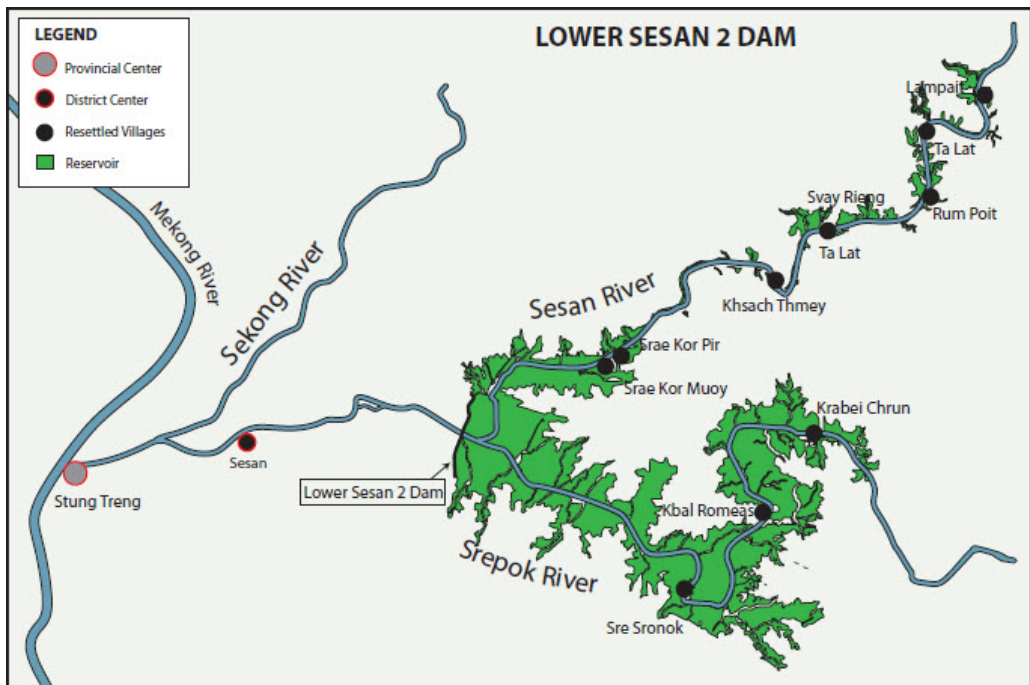 LOWER SESAN 2 DAM
LEGEND
Provincial Center
District Center
Resettled Villages
Reservoir
Mekong River
Sekong River
Sesan River
Srepok River
Lampait
Ta Lat
Rum Poit
Svay Rieng
Ta Lat
Khsach Thmey
Srae Kor Pir
Srae Kor Muoy
Krabei Chrun
Kbal Romeas
Sre Sronok
Lower Sesan 2 Dam
Sesan
Stung Treng